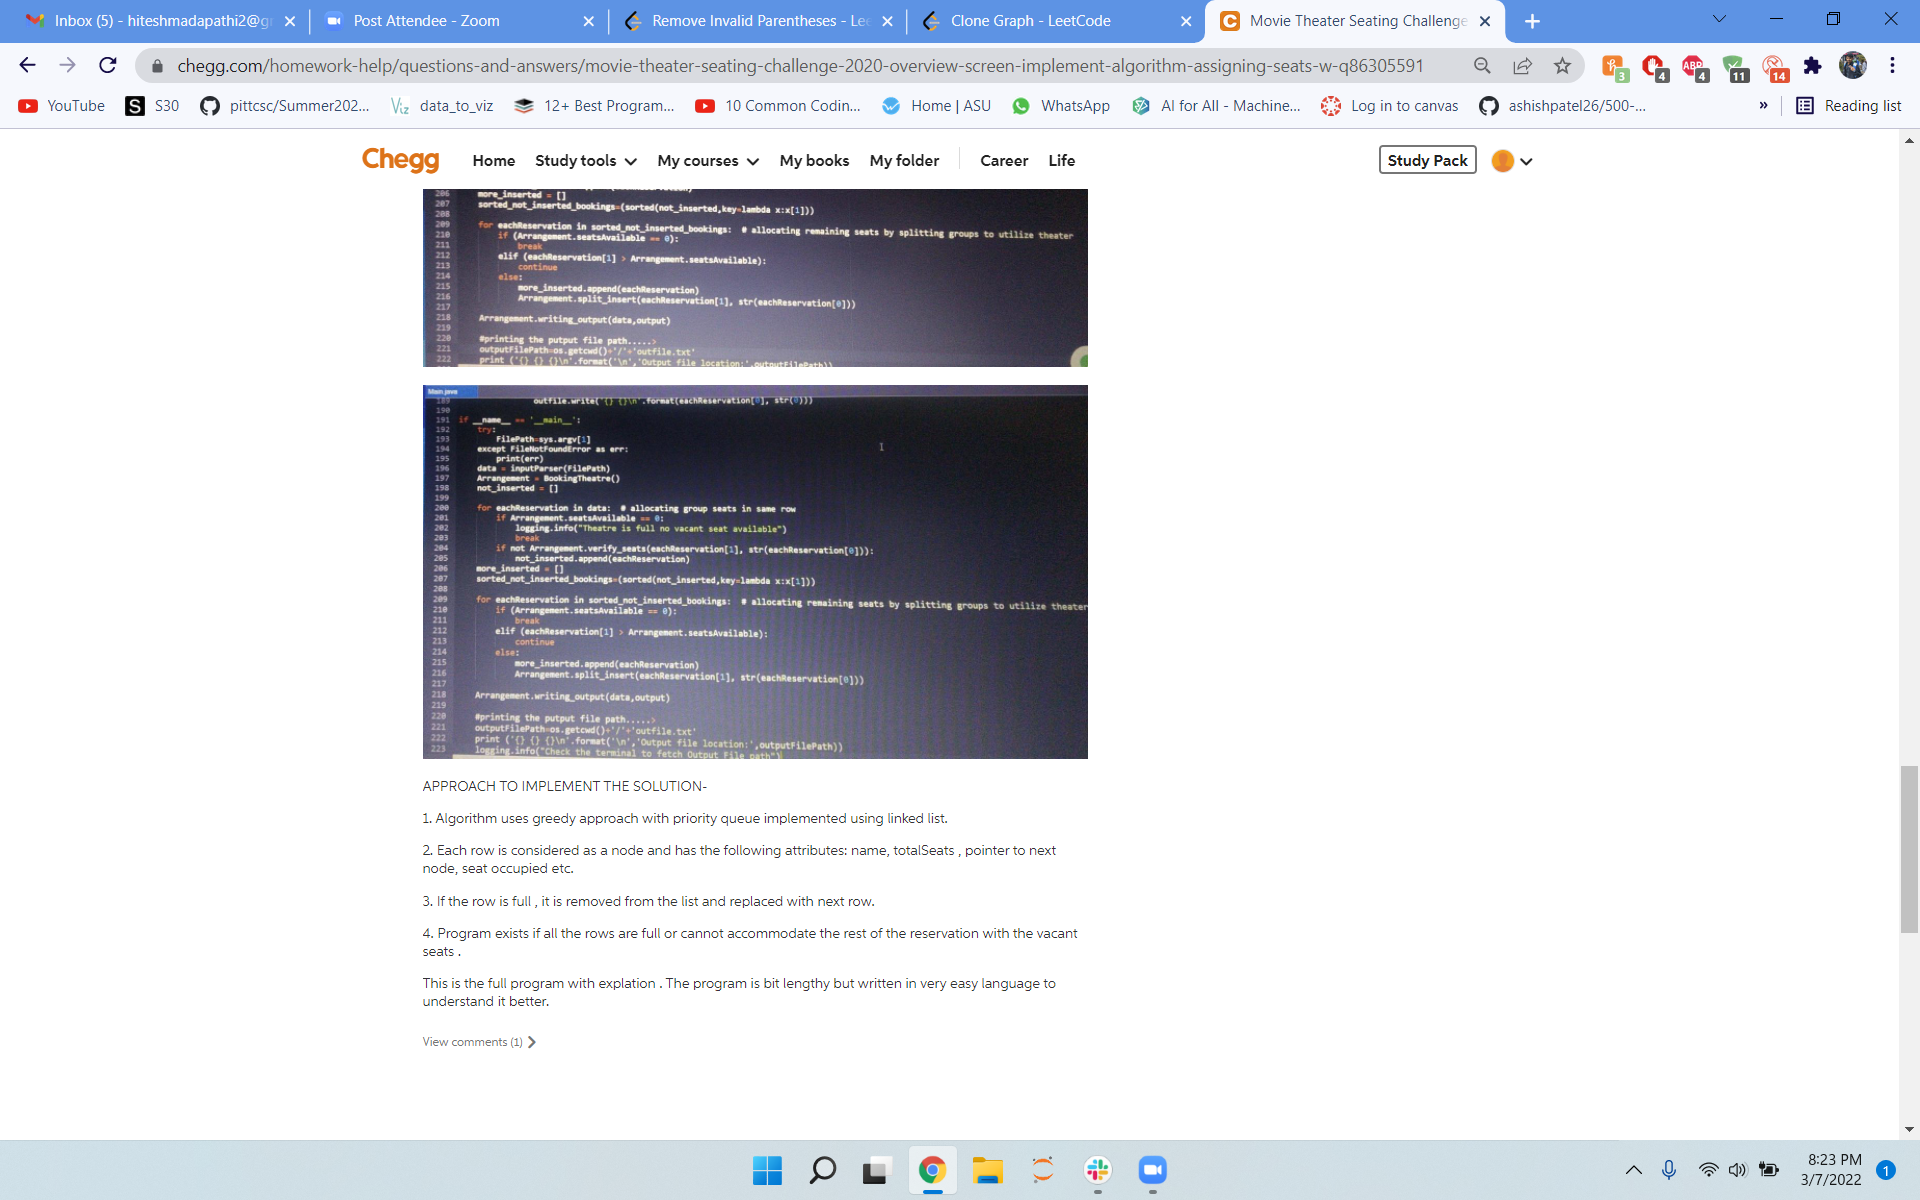 Inbox (5) - hiteshmadapathi2@gr
Post Attendee - Zoom
Remove Invalid Parentheses - Lee
Clone Graph - LeetCode
Movie Theater Seating Challenge
chegg.com/homework-help/questions-and-answers/movie-theater-seating-challenge-2020-overview-screen-implement-algorithm-assigning-seats-w-q86305591
3
4
ABP
4
11
14
YouTube
S
S30
pittcsc/Summer202...
Viz
data_to_viz
12+ Best Program...
10 Common Codin...
Home | ASU
WhatsApp
AI for All - Machine...
Log in to canvas
ashishpatel26/500-...
»
Reading list
Chegg
Home
Study tools
My courses
My books
My folder
Career
Life
Study Pack
206 more_inserted = []
207 sorted_not_inserted_bookings=(sorted(not_inserted,key=lambda x:x[1]))
208
209 for eachReservation in sorted_not_inserted_bookings:  # allocating remaining seats by splitting groups to utilize theater
210 if (Arrangement.seatsAvailable == 0):
211 break
212 elif (eachReservation[1] > Arrangement.seatsAvailable):
213 continue
214 else:
215 more_inserted.append(eachReservation)
216 Arrangement.split_insert(eachReservation[1], str(eachReservation[0]))
217
218 Arrangement.writing_output(data,output)
219
220 #printing the putput file path.....>
221 outputFilePath=os.getcwd()+'/'+'outfile.txt'
222 print ('{} {} {}\n'.format('\n','Output file location:',outputFilePath))
Main.java
189 outfile.write('{} {}\n'.format(eachReservation[0], str(0)))
190
191 if __name__ == '__main__':
192 try:
193 FilePath=sys.argv[1]
194 except FileNotFoundError as err:
195 print(err)
196 data = inputParser(FilePath)
197 Arrangement = BookingTheatre()
198 not_inserted = []
199
200 for eachReservation in data:  # allocating group seats in same row
201 if Arrangement.seatsAvailable == 0:
202 logging.info("Theatre is full no vacant seat available")
203 break
204 if not Arrangement.verify_seats(eachReservation[1], str(eachReservation[0])):
205 not_inserted.append(eachReservation)
206 more_inserted = []
207 sorted_not_inserted_bookings=(sorted(not_inserted,key=lambda x:x[1]))
208
209 for eachReservation in sorted_not_inserted_bookings:  # allocating remaining seats by splitting groups to utilize theater
210 if (Arrangement.seatsAvailable == 0):
211 break
212 elif (eachReservation[1] > Arrangement.seatsAvailable):
213 continue
214 else:
215 more_inserted.append(eachReservation)
216 Arrangement.split_insert(eachReservation[1], str(eachReservation[0]))
217
218 Arrangement.writing_output(data,output)
219
220 #printing the putput file path.....>
221 outputFilePath=os.getcwd()+'/'+'outfile.txt'
222 print ('{} {} {}\n'.format('\n','Output file location:',outputFilePath))
223 logging.info("Check the terminal to fetch Output File path")
APPROACH TO IMPLEMENT THE SOLUTION-
1. Algorithm uses greedy approach with priority queue implemented using linked list.
2. Each row is considered as a node and has the following attributes: name, totalSeats , pointer to next
node, seat occupied etc.
3. If the row is full , it is removed from the list and replaced with next row.
4. Program exists if all the rows are full or cannot accommodate the rest of the reservation with the vacant
seats .
This is the full program with explation . The program is bit lengthy but written in very easy language to
understand it better.
View comments (1)
8:23 PM
3/7/2022
1